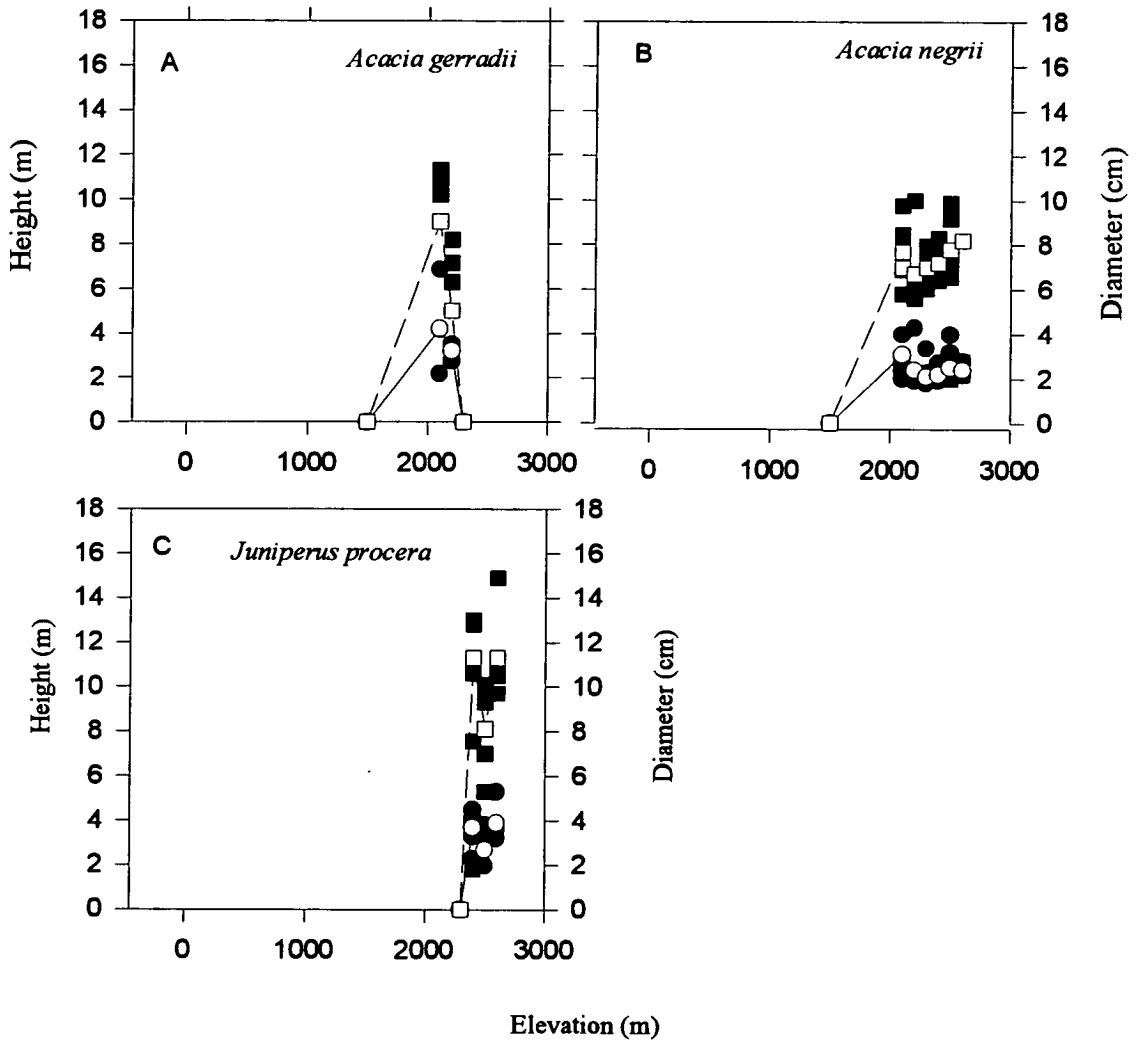 A
Acacia gerradii
Height (m)
18
16
14
12
10
8
6
4
2
0
0 1000 2000 3000
B
Acacia negrii
18
16
14
12
10
8
6
4
2
0
Diameter (cm)
0 1000 2000 3000
C
Juniperus procera
Height (m)
18
16
14
12
10
8
6
4
2
0
18
16
14
12
10
8
6
4
2
0
Diameter (cm)
0 1000 2000 3000
Elevation (m)